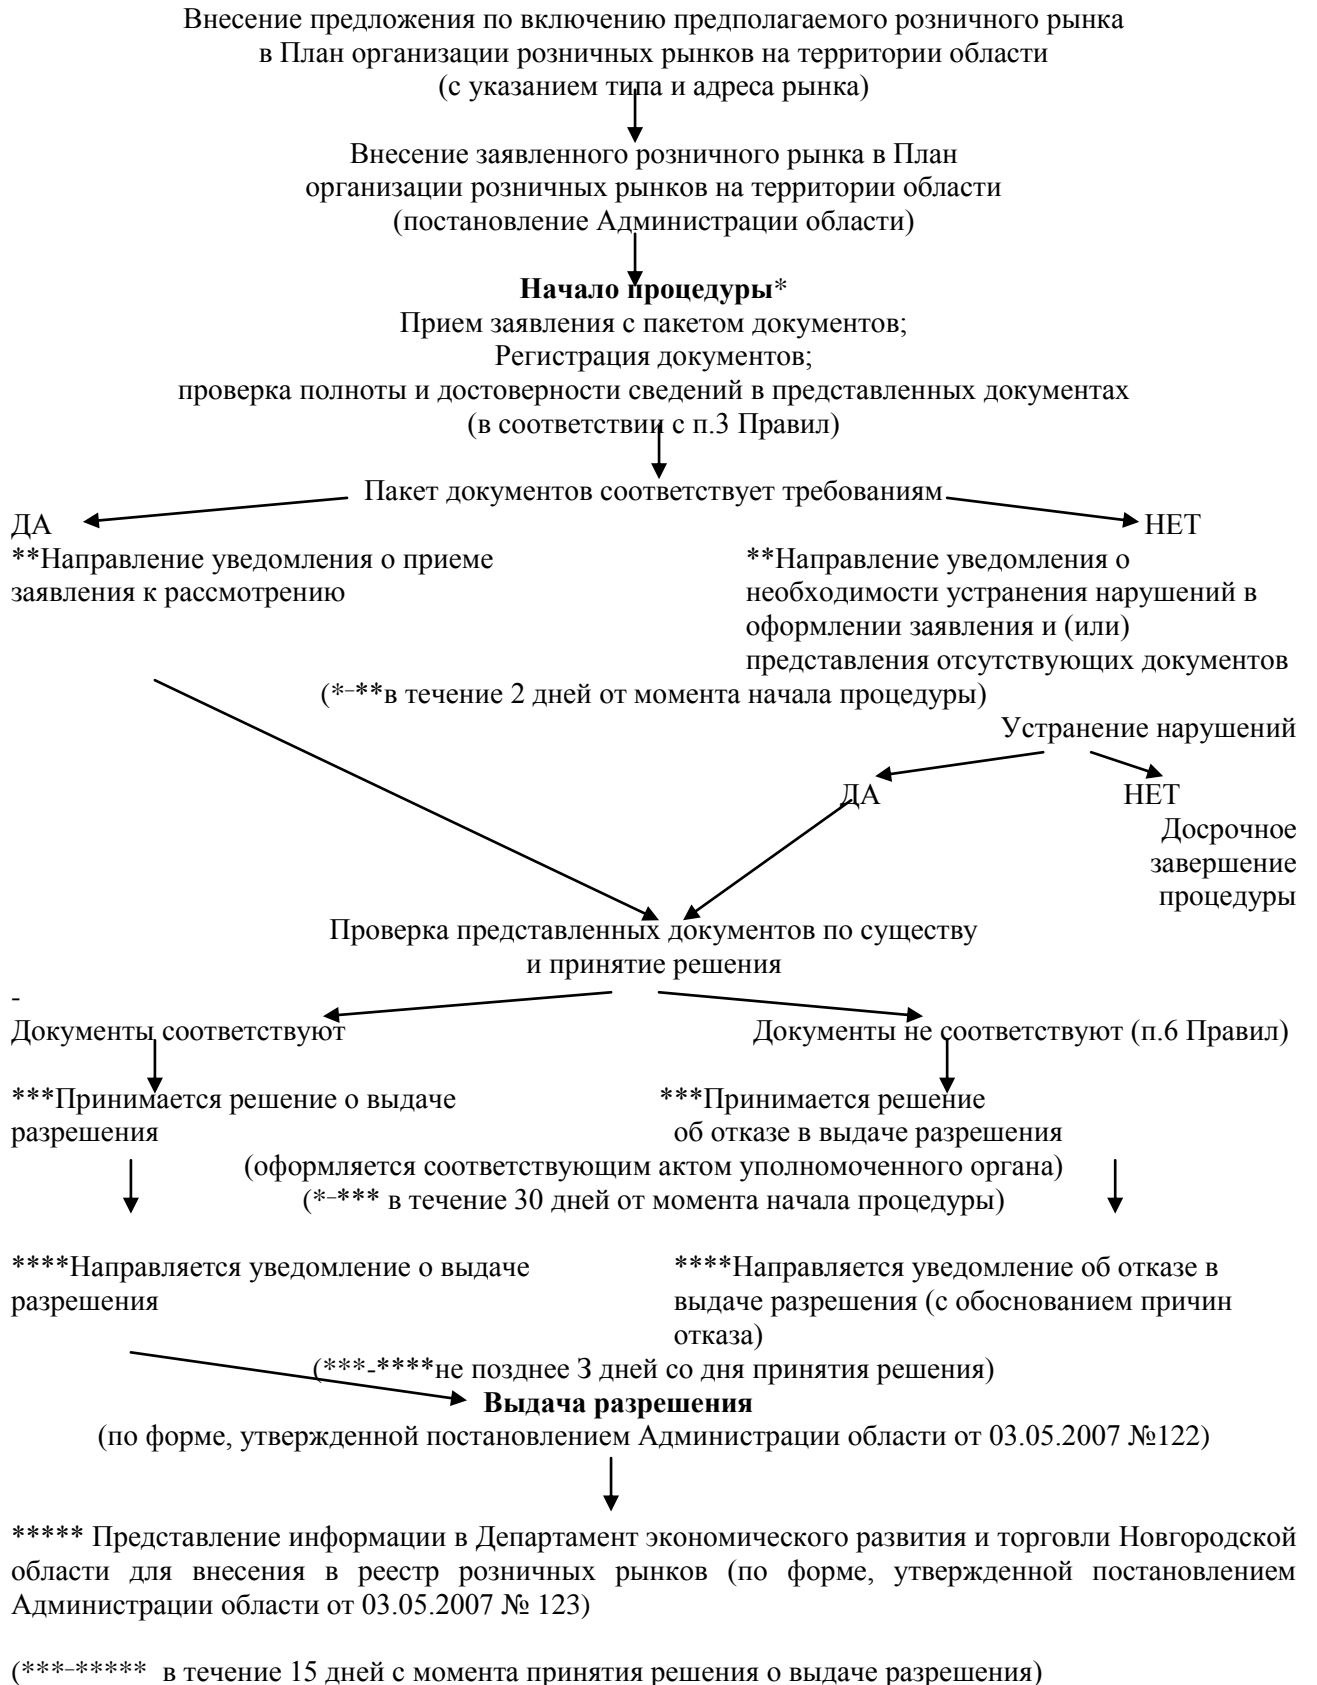 Внесение предложения по включению предполагаемого розничного рынка
в План организации розничных рынков на территории области
(с указанием типа и адреса рынка)
Внесение заявленного розничного рынка в План
организации розничных рынков на территории области
(постановление Администрации области)
Начало процедуры*
Прием заявления с пакетом документов;
Регистрация документов;
проверка полноты и достоверности сведений в представленных документах
(в соответствии с п.3 Правил)
Пакет документов соответствует требованиям
ДА
НЕТ
**Направление уведомления о приеме
заявления к рассмотрению
**Направление уведомления о
необходимости устранения нарушений в
оформлении заявления и (или)
представления отсутствующих документов
(*-**в течение 2 дней от момента начала процедуры)
Устранение нарушений
ДА
НЕТ
Досрочное
завершение
процедуры
Проверка представленных документов по существу
и принятие решения
-
Документы соответствуют
Документы не соответствуют (п.6 Правил)
***Принимается решение о выдаче
разрешения
***Принимается решение
об отказе в выдаче разрешения
(оформляется соответствующим актом уполномоченного органа)
(*-*** в течение 30 дней от момента начала процедуры)
****Направляется уведомление о выдаче
разрешения
****Направляется уведомление об отказе в
выдаче разрешения (с обоснованием причин
отказа)
(***-****не позднее 3 дней со дня принятия решения)
Выдача разрешения
(по форме, утвержденной постановлением Администрации области от 03.05.2007 №122)
***** Представление информации в Департамент экономического развития и торговли Новгородской
области для внесения в реестр розничных рынков (по форме, утвержденной постановлением
Администрации области от 03.05.2007 № 123)
(***-***** в течение 15 дней с момента принятия решения о выдаче разрешения)